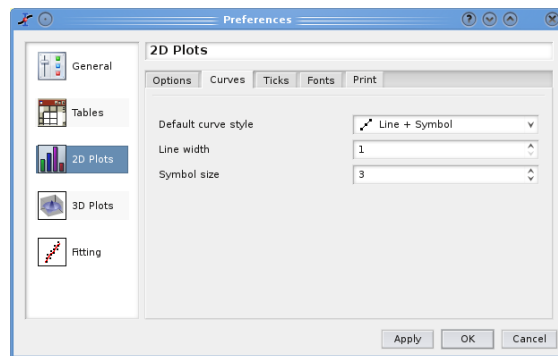 Preferences
General
Tables
2D Plots
3D Plots
Fitting
2D Plots
Options Curves Ticks Fonts Print
Default curve style Line + Symbol
Line width 1
Symbol size 3
Apply OK Cancel